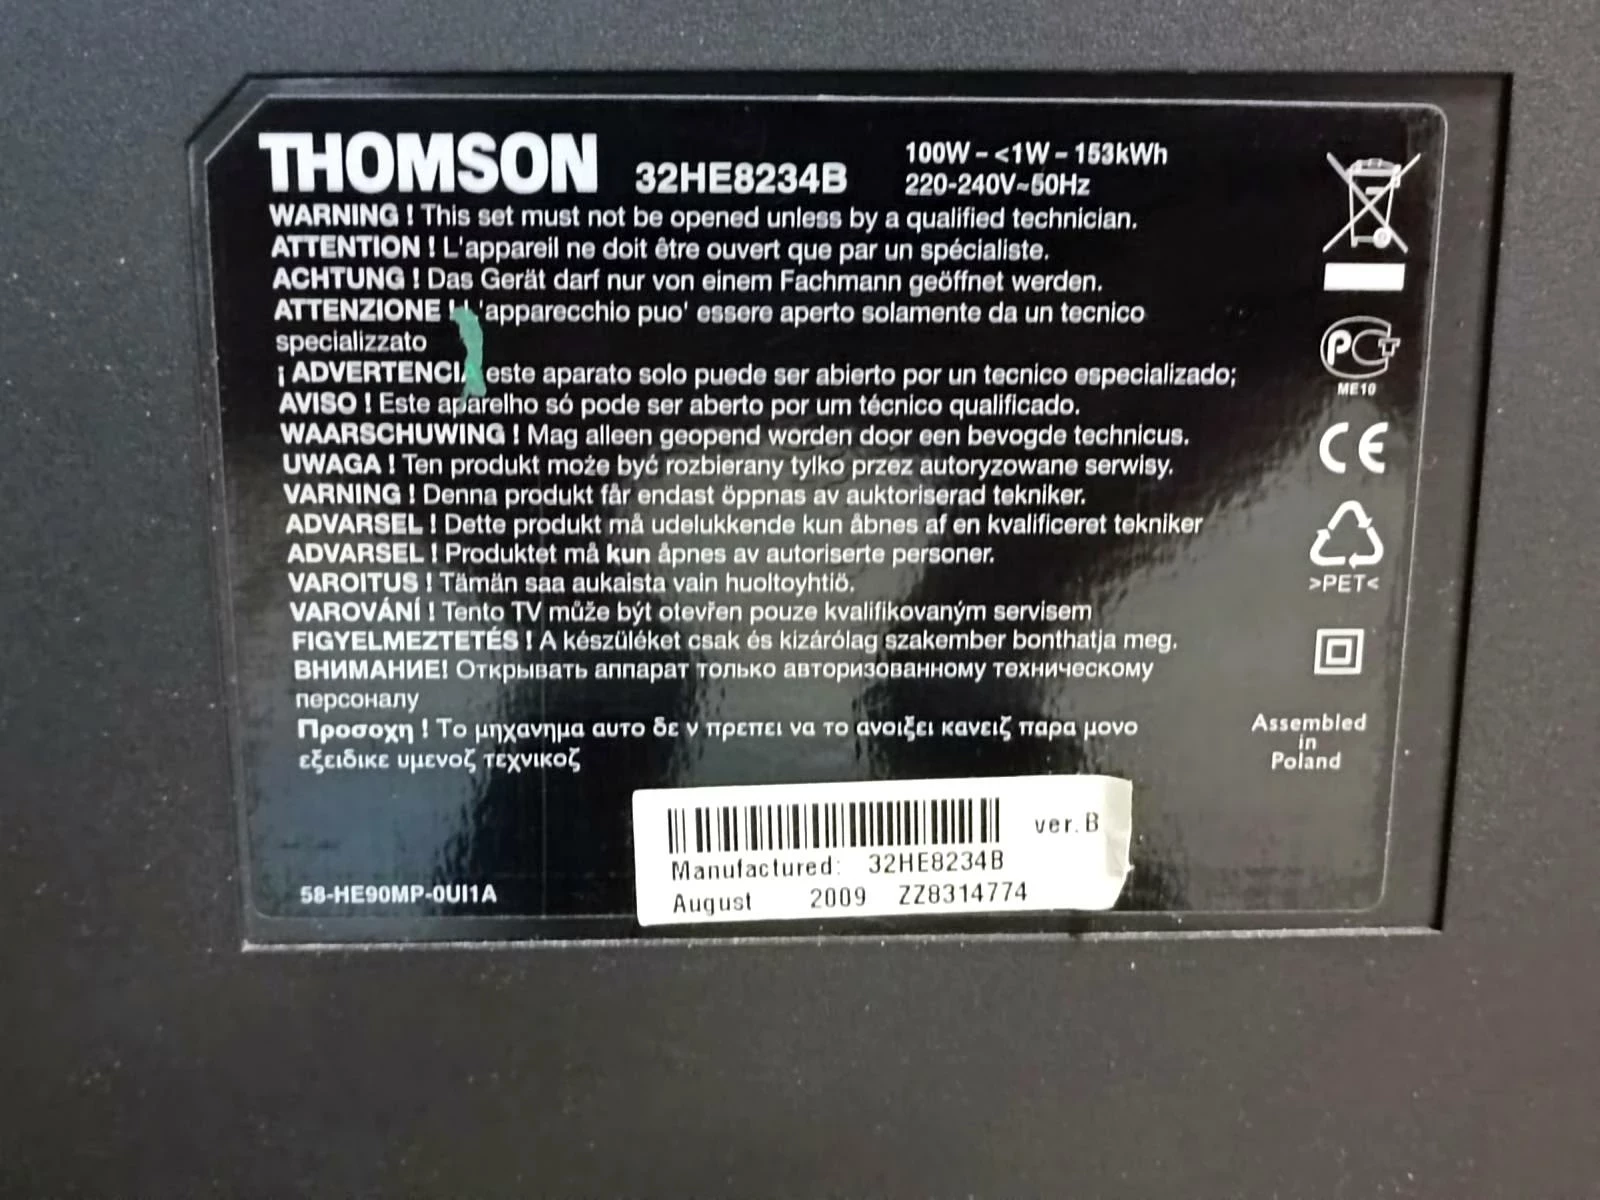 THOMSON 32HE8234B
100W – <1W – 153kWh
220-240V~50Hz
WARNING ! This set must not be opened unless by a qualified technician.
ATTENTION ! L'appareil ne doit être ouvert que par un spécialiste.
ACHTUNG ! Das Gerät darf nur von einem Fachmann geöffnet werden.
ATTENZIONE ! L'apparecchio puo' essere aperto solamente da un tecnico
specializzato
¡ ADVERTENCIA este aparato solo puede ser abierto por un tecnico especializado;
AVISO ! Este aparelho só pode ser aberto por um técnico qualificado.
WAARSCHUWING ! Mag alleen geopend worden door een bevogde technicus.
UWAGA ! Ten produkt może być rozbierany tylko przez autoryzowane serwisy.
VARNING ! Denna produkt får endast öppnas av auktoriserad tekniker.
ADVARSEL ! Dette produkt må udelukkende kun åbnes af en kvalificeret tekniker
ADVARSEL ! Produktet må kun åpnes av autoriserte personer.
VAROITUS ! Tämän saa aukaista vain huoltoyhtiö.
VAROVÁNÍ ! Tento TV může být otevřen pouze kvalifikovaným servisem
FIGYELMEZTETÉS ! A készüléket csak és kizárólag szakember bonthatja meg.
ВНИМАНИЕ! Открывать аппарат только авторизованному техническому
персоналу
Προσοχη ! Το μηχανημα αυτο δε ν πρεπει να το ανοιξει κανειζ παρα μονο
εξειδικε υμενοζ τεχνικοζ
ME10
CE
>PET<
Assembled
in
Poland
58-HE90MP-0UI1A
ver. B
Manufactured: 32HE8234B
August 2009 ZZ8314774